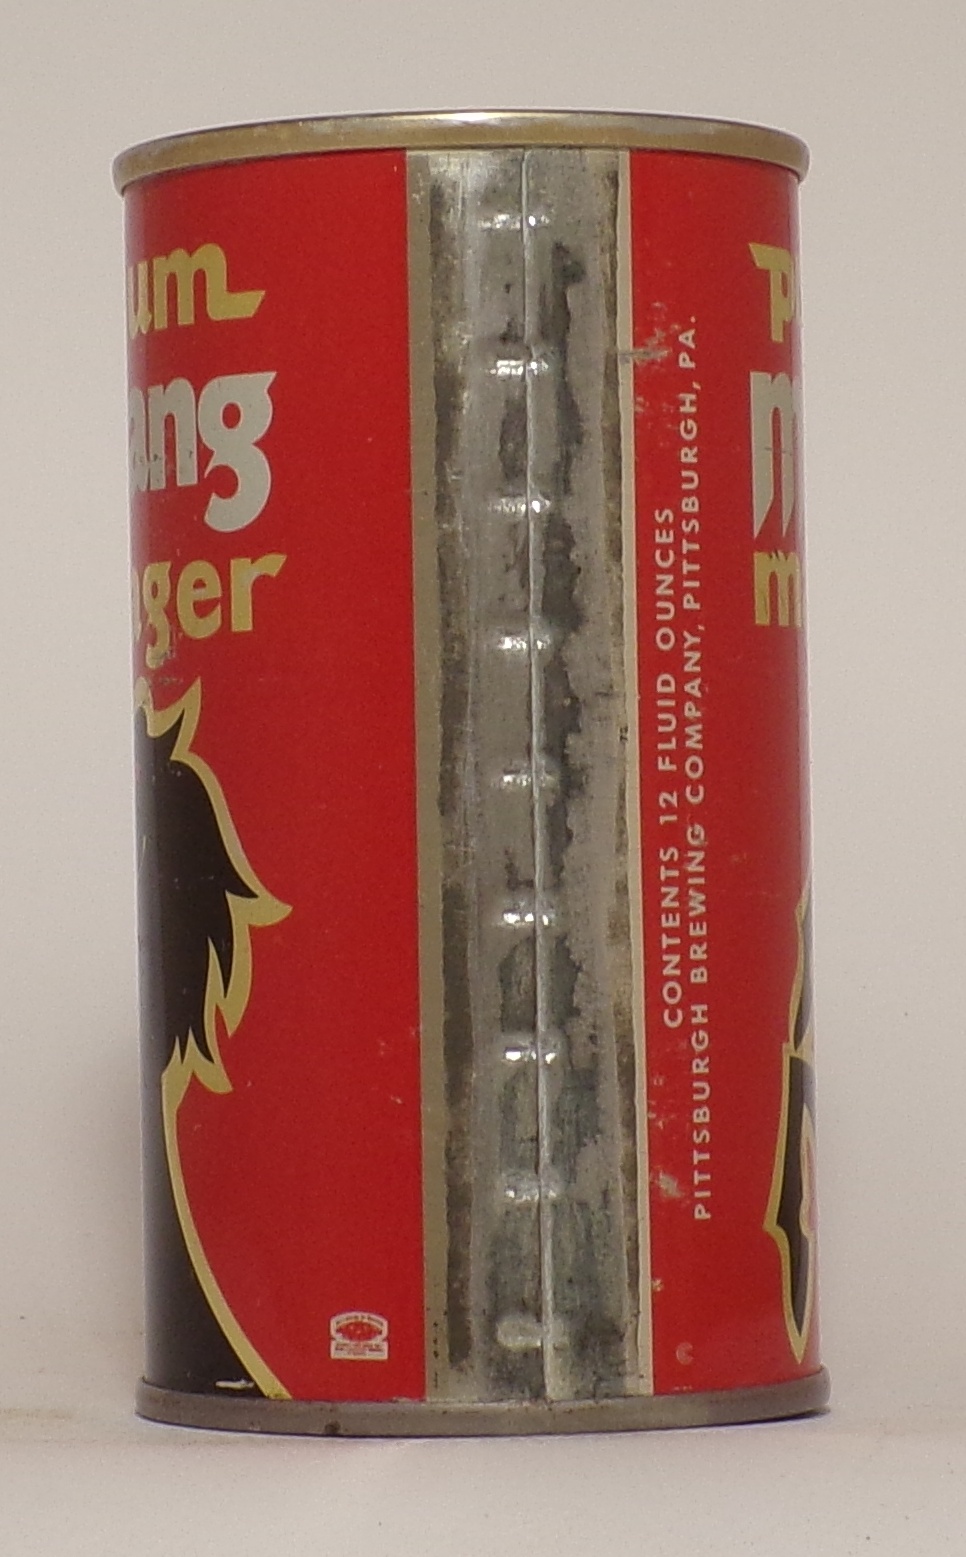 um
ang
ger
CONTENTS 12 FLUID OUNCES
PITTSBURGH BREWING COMPANY, PITTSBURGH, PA.
P
m
m